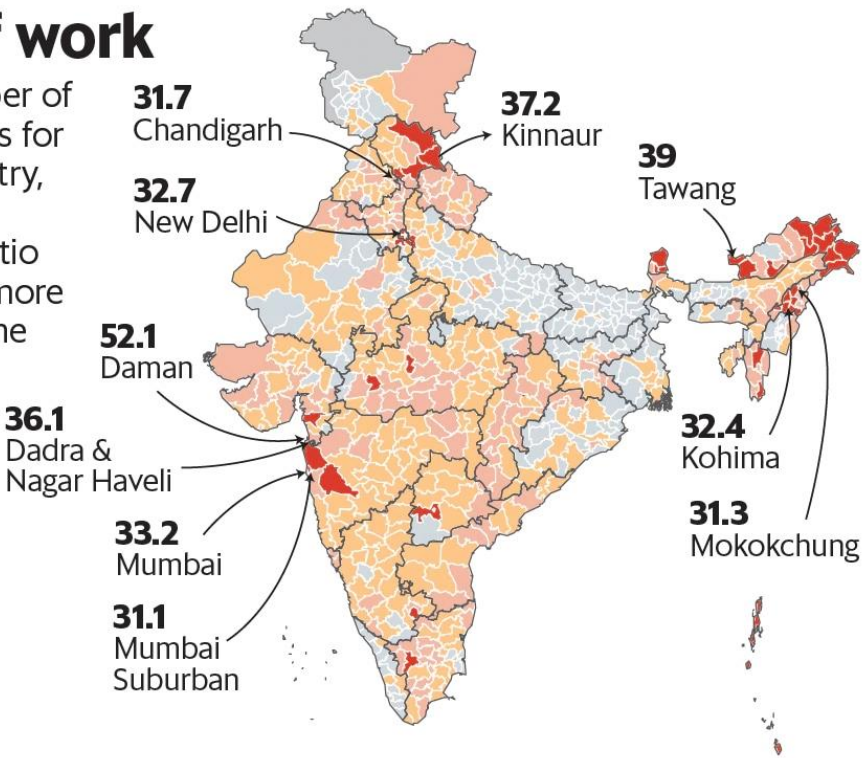 work
er of
s for
try,
tio
more
ne
31.7
Chandigarh
32.7
New Delhi
37.2
Kinnaur
39
Tawang
52.1
Daman
36.1
Dadra &
Nagar Haveli
33.2
Mumbai
31.1
Mumbai
Suburban
32.4
Kohima
31.3
Mokokchung